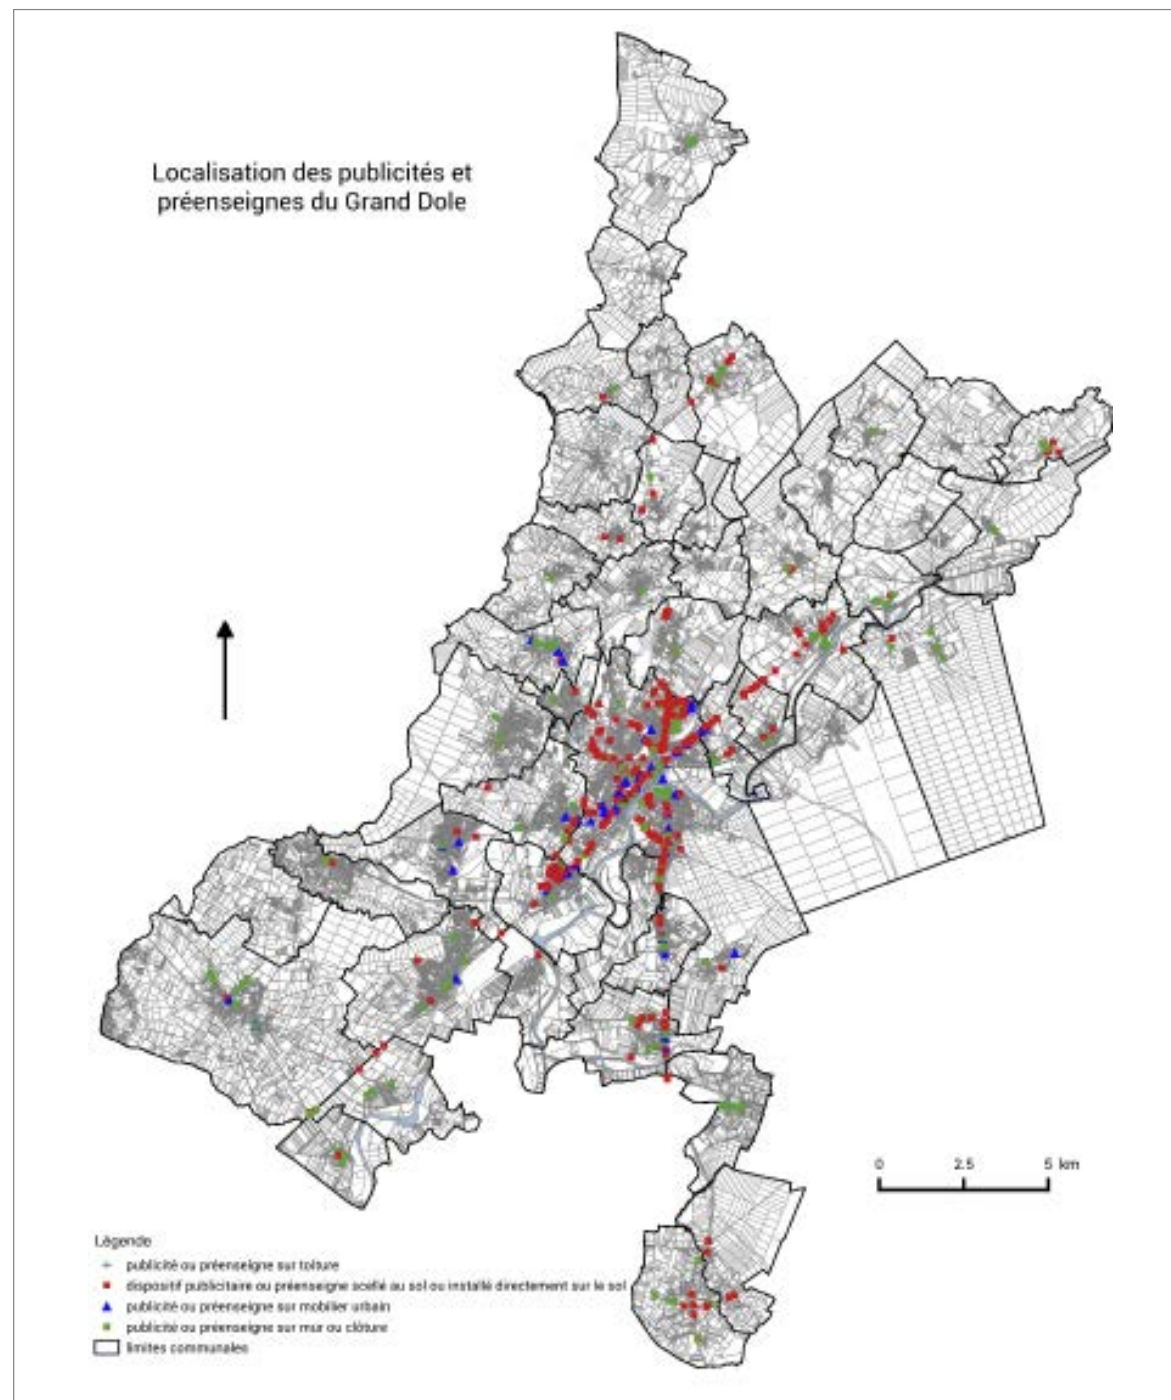 Localisation des publicités et
préenseignes du Grand Dole
0 2.5 5 km
Légende
publicité ou préenseigne sur toiture
dispositif publicitaire ou préenseigne scellé au sol ou installé directement sur le sol
publicité ou préenseigne sur mobilier urbain
publicité ou préenseigne sur mur ou clôture
limites communales